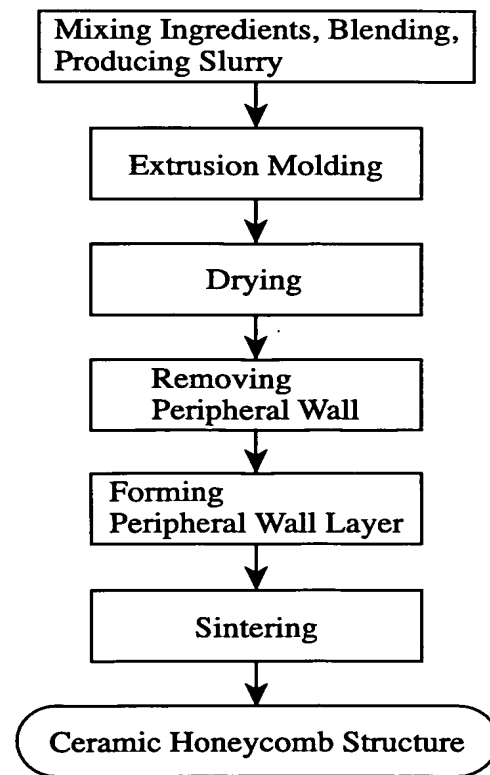 Mixing Ingredients, Blending,
Producing Slurry
Extrusion Molding
Drying
Removing
Peripheral Wall
Forming
Peripheral Wall Layer
Sintering
Ceramic Honeycomb Structure